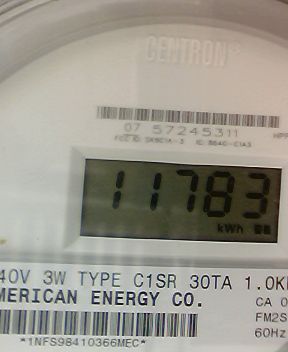 CENTRON®
07 57245311
11783
kWh
40V 3W TYPE C1SR 30TA 1.0K
MERICAN ENERGY CO.
CA 0
FM2S
60Hz
*1NFS98410366MEC*